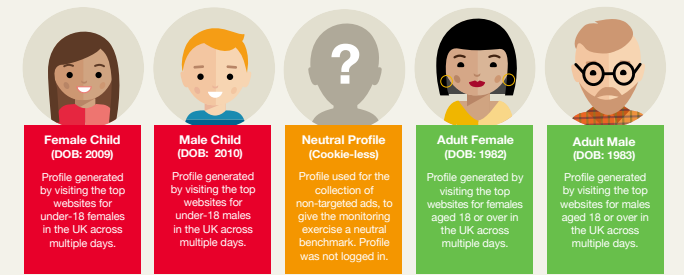 ?
Female Child
(DOB: 2009)
Profile generated
by visiting the top
websites for
under-18 females
in the UK across
multiple days.
Male Child
(DOB: 2010)
Profile generated
by visiting the top
websites for
under-18 males
in the UK across
multiple days.
Neutral Profile
(Cookie-less)
Profile used for the
collection of
non-targeted ads, to
give the monitoring
exercise a neutral
benchmark. Profile
was not logged in.
Adult Female
(DOB: 1982)
Profile generated by
visiting the top
websites for females
aged 18 or over in
the UK across
multiple days.
Adult Male
(DOB: 1983)
Profile generated
by visiting the top
websites for males
aged 18 or over in
the UK across
multiple days.